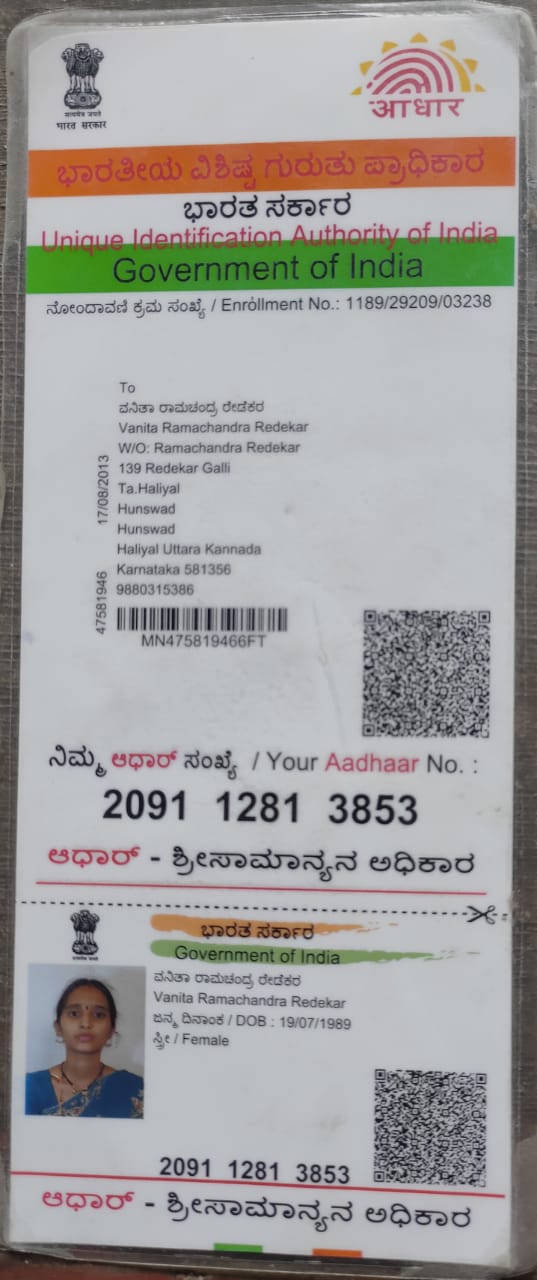 सत्यमेव जयते
भारत सरकार
आधार
ಭಾರತೀಯ ವಿಶಿಷ್ಟ ಗುರುತು ಪ್ರಾಧಿಕಾರ
ಭಾರತ ಸರ್ಕಾರ
Unique Identification Authority of India
Government of India
ನೋಂದಾವಣಿ ಕ್ರಮ ಸಂಖ್ಯೆ / Enrollment No.: 1189/29209/03238
To
ವನಿತಾ ರಾಮಚಂದ್ರ ರೇಡೆಕರ
Vanita Ramachandra Redekar
W/O: Ramachandra Redekar
139 Redekar Galli
Ta.Haliyal
Hunswad
Hunswad
Haliyal Uttara Kannada
Karnataka 581356
9880315386
17/08/2013
47581946
MN475819466FT
ನಿಮ್ಮ ಆಧಾರ್ ಸಂಖ್ಯೆ / Your Aadhaar No. :
2091 1281 3853
ಆಧಾರ್ - ಶ್ರೀಸಾಮಾನ್ಯನ ಅಧಿಕಾರ
ಭಾರತ ಸರ್ಕಾರ
Government of India
ವನಿತಾ ರಾಮಚಂದ್ರ ರೇಡೆಕರ
Vanita Ramachandra Redekar
ಜನ್ಮ ದಿನಾಂಕ / DOB : 19/07/1989
ಸ್ತ್ರೀ / Female
2091 1281 3853
ಆಧಾರ್ - ಶ್ರೀಸಾಮಾನ್ಯನ ಅಧಿಕಾರ